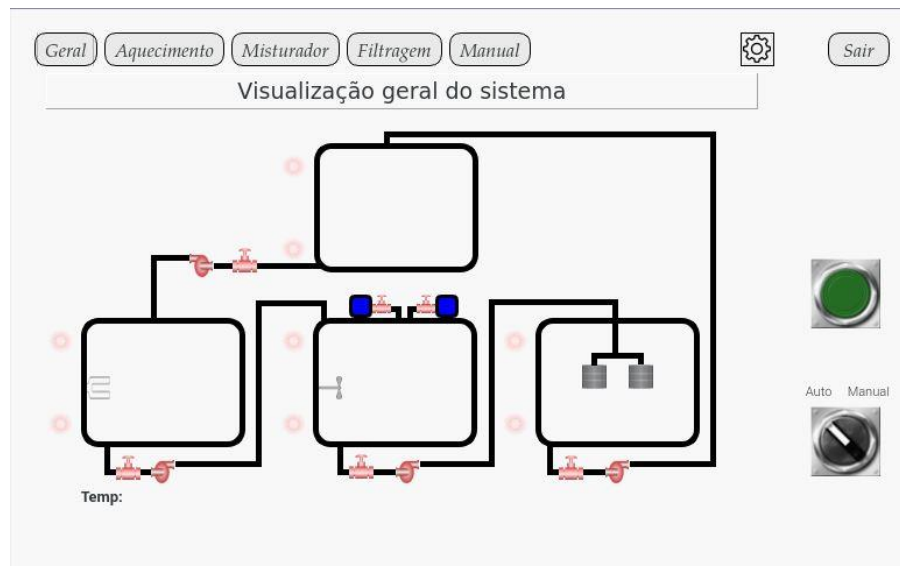 Geral Aquecimento Misturador Filtragem Manual Sair
Visualização geral do sistema
Auto Manual
Temp: